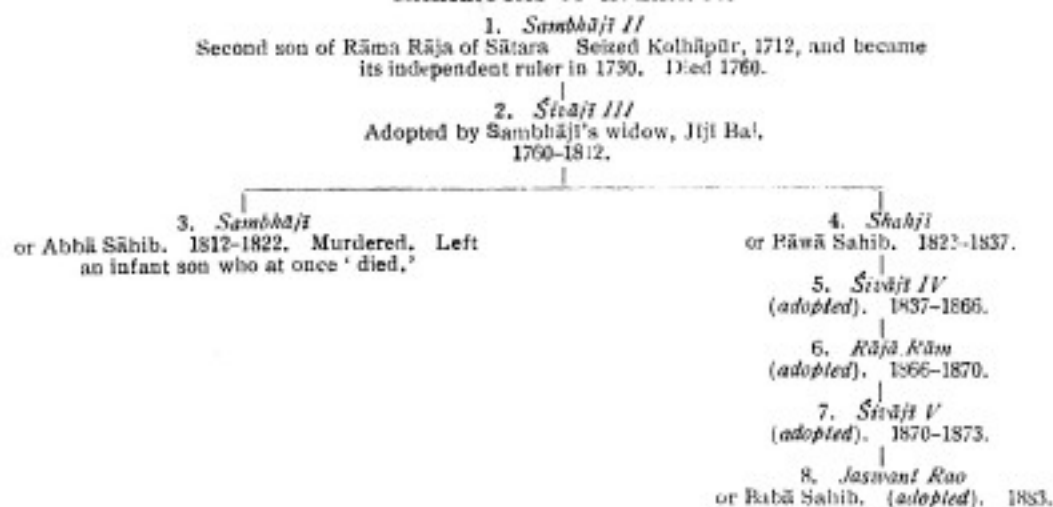 1. Sambhājī II
Second son of Rāma Rāja of Sātara Seized Kolhāpūr, 1712, and became
its independent ruler in 1730. Died 1760.
2. Śivājī III
Adopted by Sambhājī's widow, Jījī Bai,
1760–1812.
3. Sambhājī
or Abbā Sāhib. 1812–1822. Murdered. Left
an infant son who at once ‘ died.’
4. Shahjī
or Bāwā Sahib. 1822–1837.
5. Śivājī IV
(adopted). 1837–1866.
6. Rājā Rām
(adopted). 1866–1870.
7. Śivājī V
(adopted). 1870–1873.
8. Jaswant Rao
or Babā Sahib. (adopted). 1883.